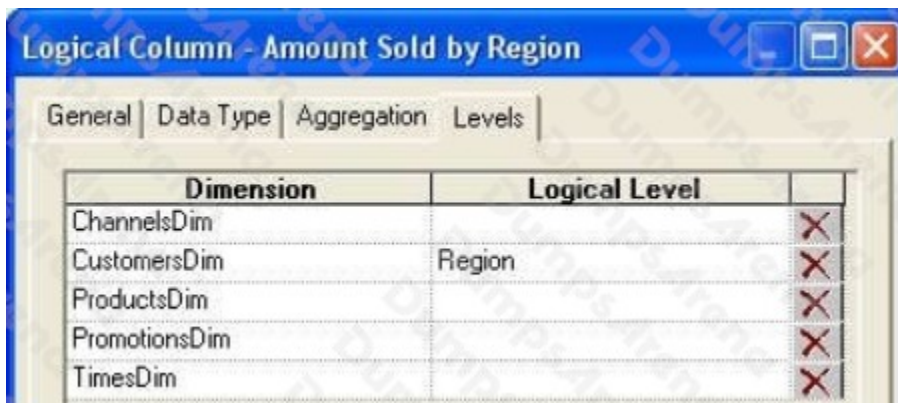 Logical Column - Amount Sold by Region
General Data Type Aggregation Levels
Dimension Logical Level
ChannelsDim
CustomersDim Region
ProductsDim
PromotionsDim
TimesDim
DumpsArena